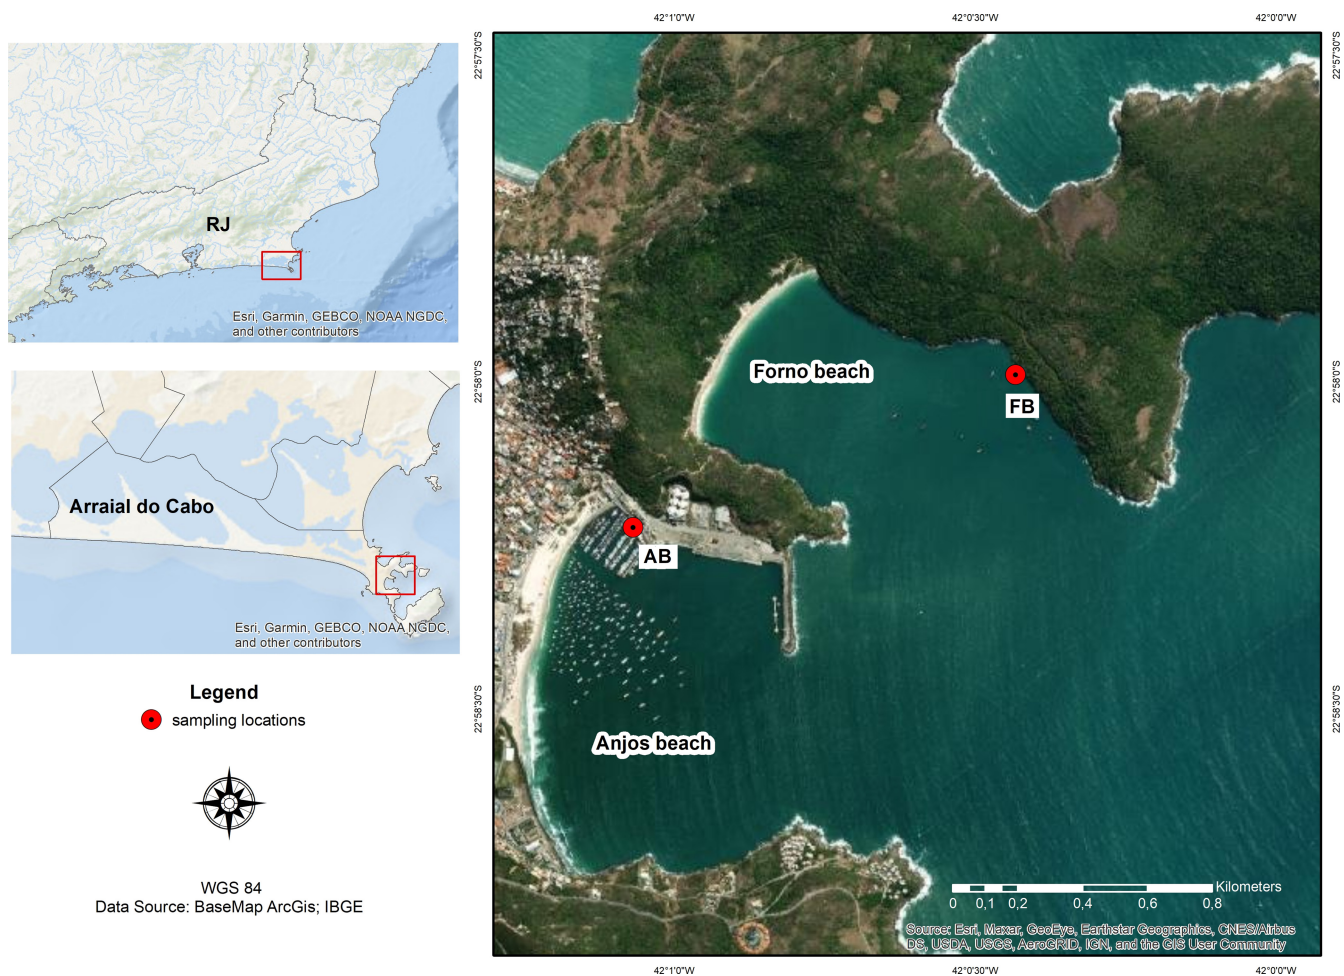 42°1'0"W
42°0'30"W
42°0'0"W
22°57'30"S
22°57'30"S
RJ
Esri, Garmin, GEBCO, NOAA NGDC,
and other contributors
Forno beach
FB
22°58'0"S
22°58'0"S
Arraial do Cabo
AB
Esri, Garmin, GEBCO, NOAA NGDC,
and other contributors
Legend
sampling locations
Anjos beach
22°58'30"S
22°58'30"S
WGS 84
Data Source: BaseMap ArcGis; IBGE
Kilometers
0 0,1 0,2 0,4 0,6 0,8
Source: Esri, Maxar, GeoEye, Earthstar Geographics, CNES/Airbus
DS, USDA, USGS, AeroGRID, IGN, and the GIS User Community
42°1'0"W
42°0'30"W
42°0'0"W